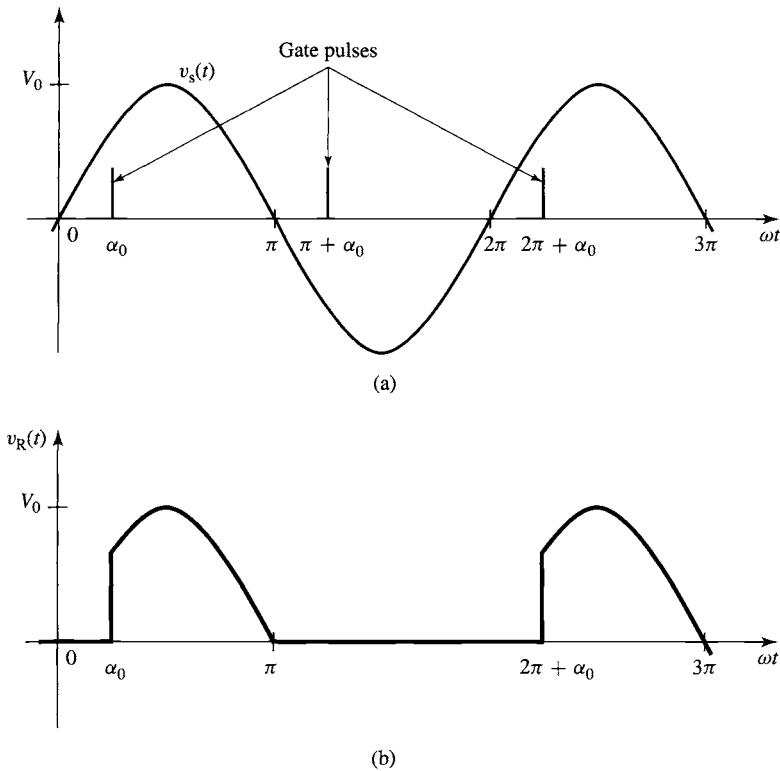 Gate pulses
V₀
vₛ(t)
0
α₀
π
π + α₀
2π
2π + α₀
3π
ωt
(a)
v_R(t)
V₀
0
α₀
π
2π + α₀
3π
ωt
(b)